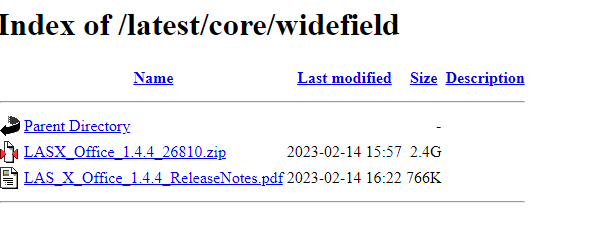 Index of /latest/core/widefield
Name Last modified Size Description
Parent Directory -
LASX_Office_1.4.4_26810.zip 2023-02-14 15:57 2.4G
LAS_X_Office_1.4.4_ReleaseNotes.pdf 2023-02-14 16:22 766K